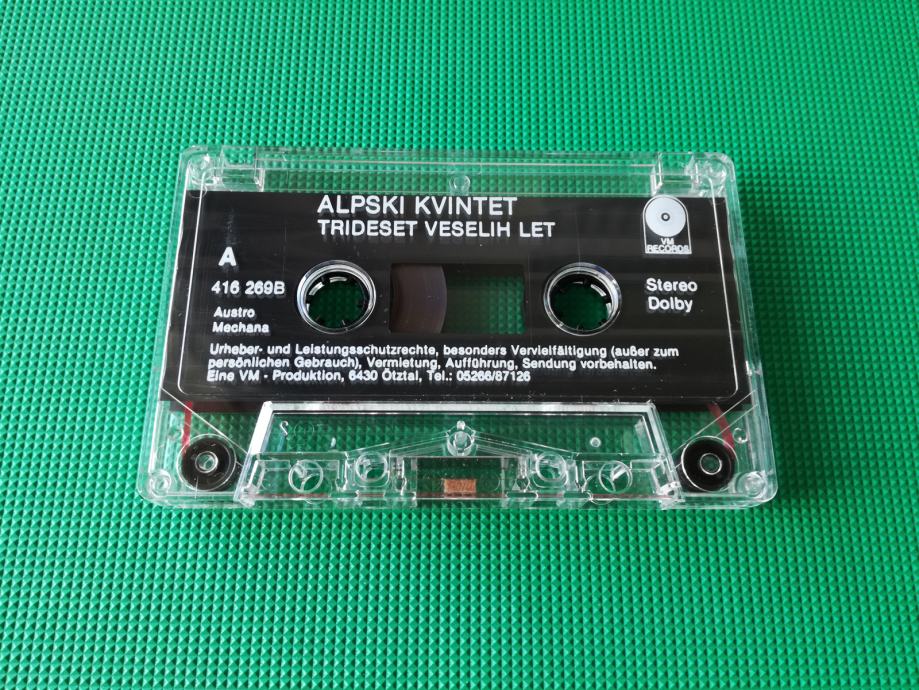 ALPSKI KVINTET
TRIDESET VESELIH LET
VM
RECORDS
A
416 269B
Stereo
Dolby
Austro
Mechana
Urheber- und Leistungsschutzrechte, besonders Vervielfältigung (außer zum
persönlichen Gebrauch), Vermietung, Aufführung, Sendung vorbehalten.
Eine VM - Produktion, 6430 Ötztal, Tel.: 05266/87126